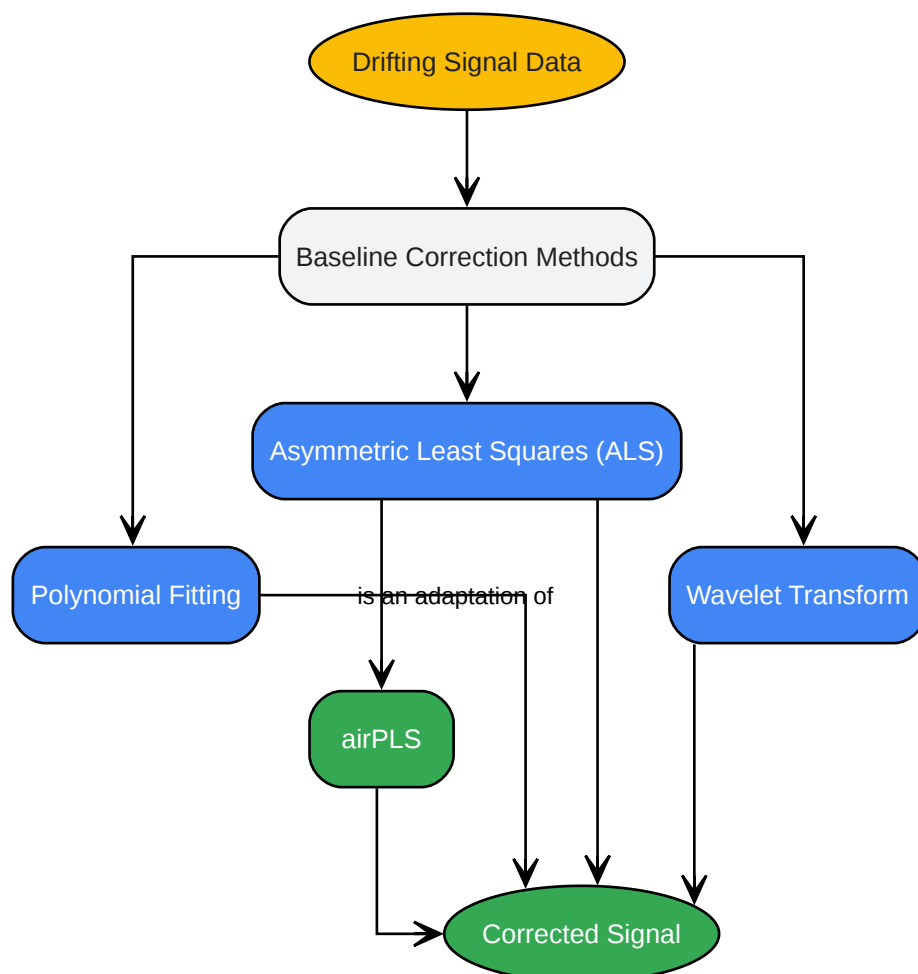 Drifting Signal Data
Baseline Correction Methods
Asymmetric Least Squares (ALS)
Polynomial Fitting
is an adaptation of
Wavelet Transform
airPLS
Corrected Signal